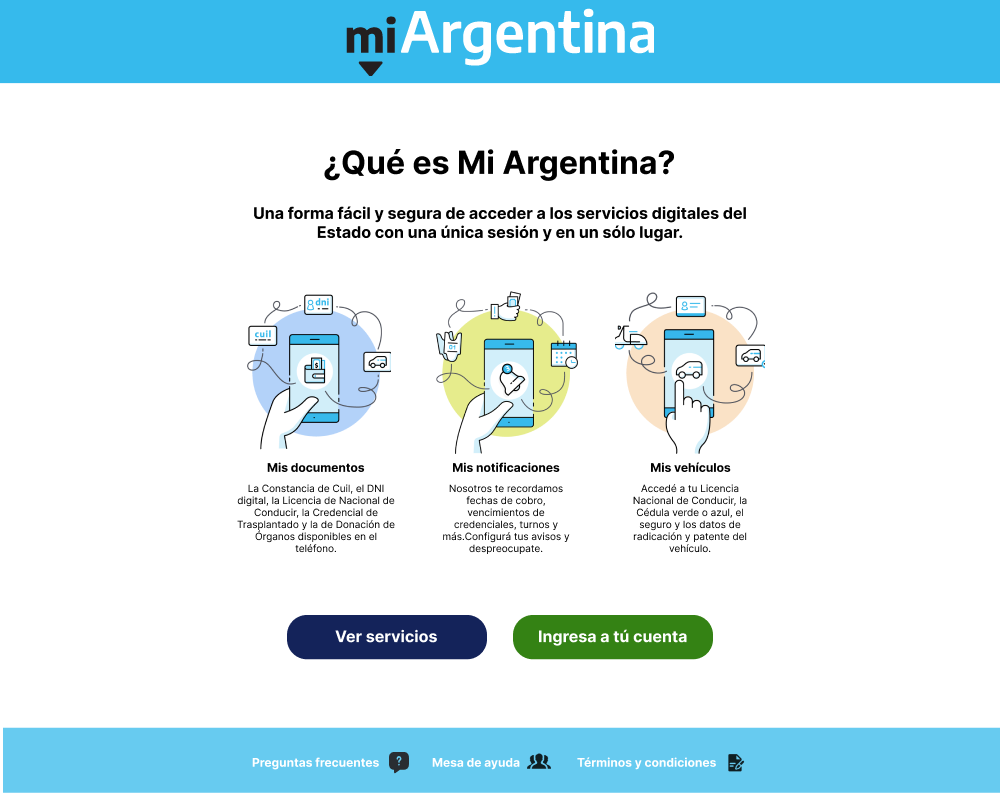 mi Argentina
¿Qué es Mi Argentina?
Una forma fácil y segura de acceder a los servicios digitales del
Estado con una única sesión y en un sólo lugar.
dni
cuil
$
01
$
Mis documentos
La Constancia de Cuil, el DNI
digital, la Licencia de Nacional de
Conducir, la Credencial de
Trasplantado y la de Donación de
Órganos disponibles en el
teléfono.
Mis notificaciones
Nosotros te recordamos
fechas de cobro,
vencimientos de
credenciales, turnos y
más.Configurá tus avisos y
despreocupate.
Mis vehículos
Accedé a tu Licencia
Nacional de Conducir, la
Cédula verde o azul, el
seguro y los datos de
radicación y patente del
vehículo.
Ver servicios
Ingresa a tú cuenta
Preguntas frecuentes ?
Mesa de ayuda
Términos y condiciones